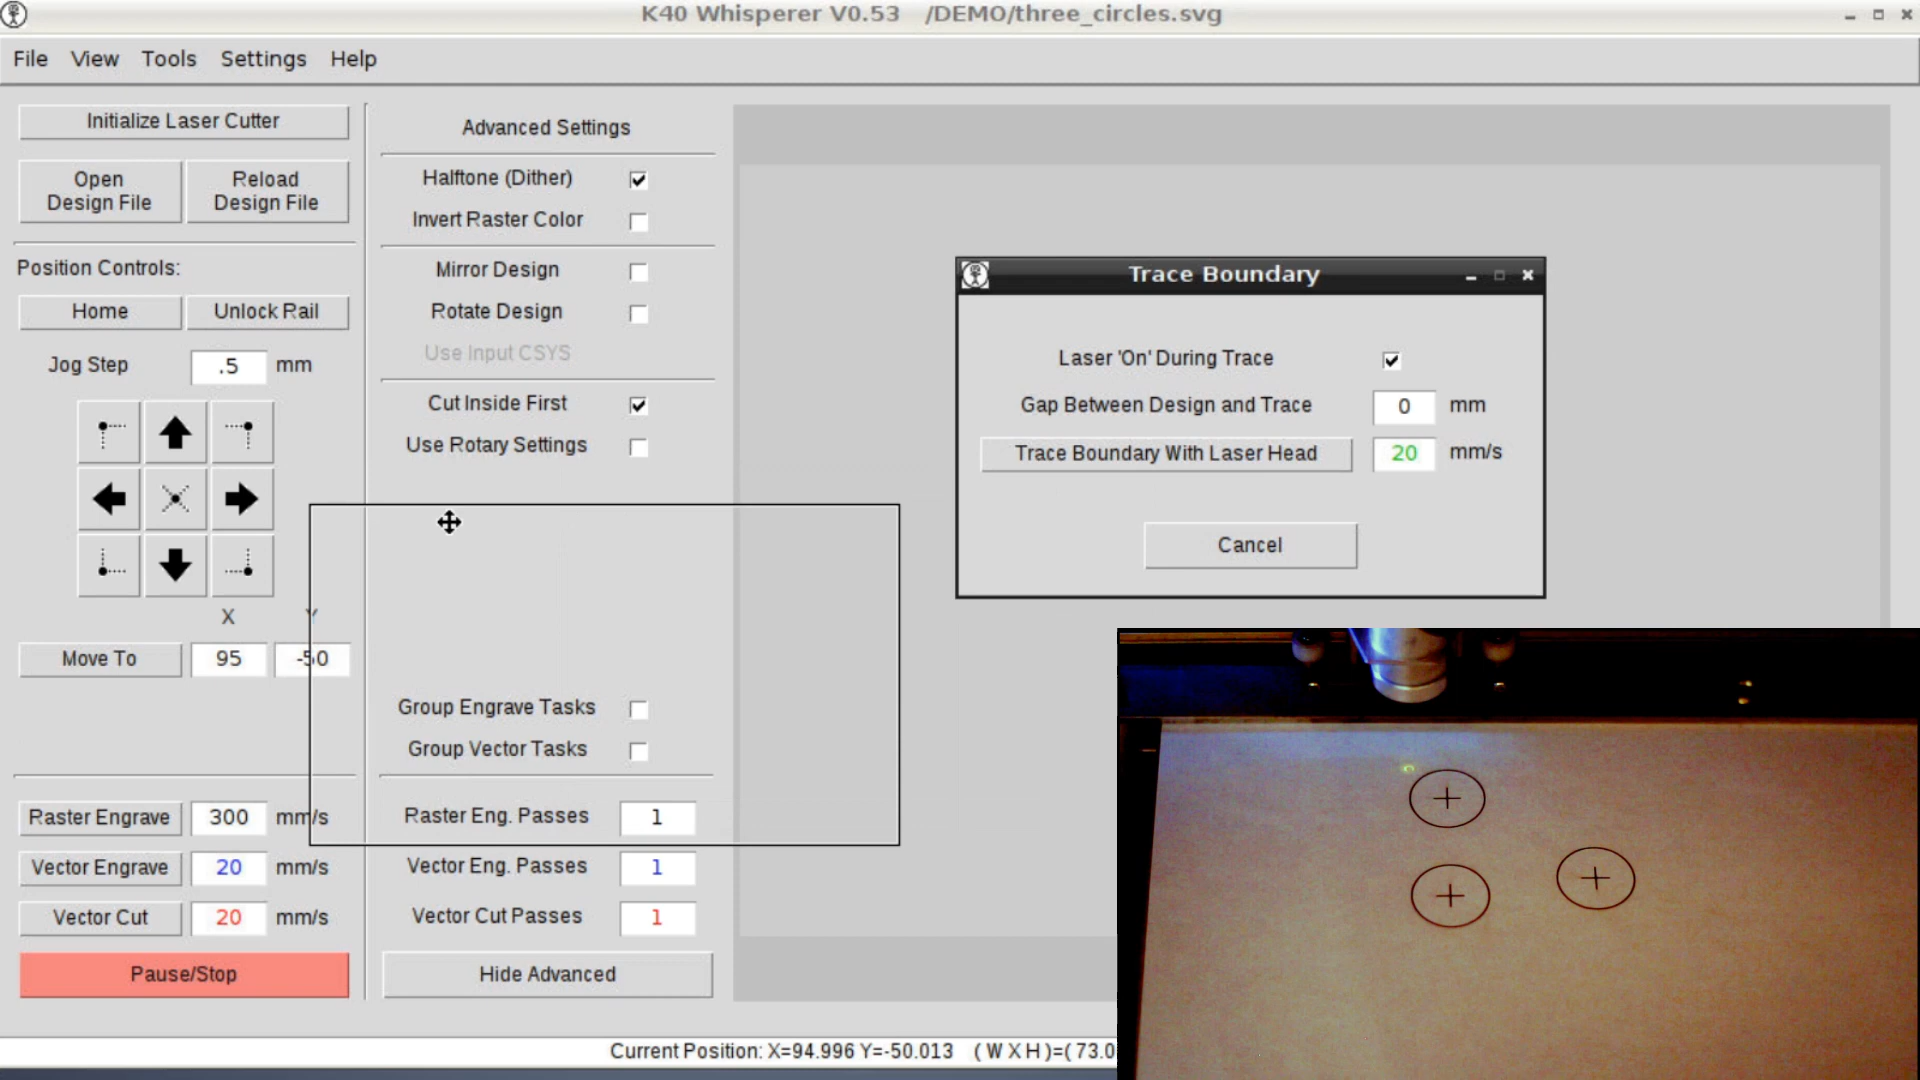 K40 Whisperer V0.53 /DEMO/three_circles.svg
File View Tools Settings Help
Initialize Laser Cutter
Open
Design File
Reload
Design File
Position Controls:
Home
Unlock Rail
Jog Step
.5
mm
X
Y
Move To
95
-50
Raster Engrave
300
mm/s
Vector Engrave
20
mm/s
Vector Cut
20
mm/s
Pause/Stop
Advanced Settings
Halftone (Dither)
Invert Raster Color
Mirror Design
Rotate Design
Use Input CSYS
Cut Inside First
Use Rotary Settings
Group Engrave Tasks
Group Vector Tasks
Raster Eng. Passes
1
Vector Eng. Passes
1
Vector Cut Passes
1
Hide Advanced
Trace Boundary
Laser 'On' During Trace
Gap Between Design and Trace
0
mm
Trace Boundary With Laser Head
20
mm/s
Cancel
Current Position: X=94.996 Y=-50.013 ( W X H )=( 73.0